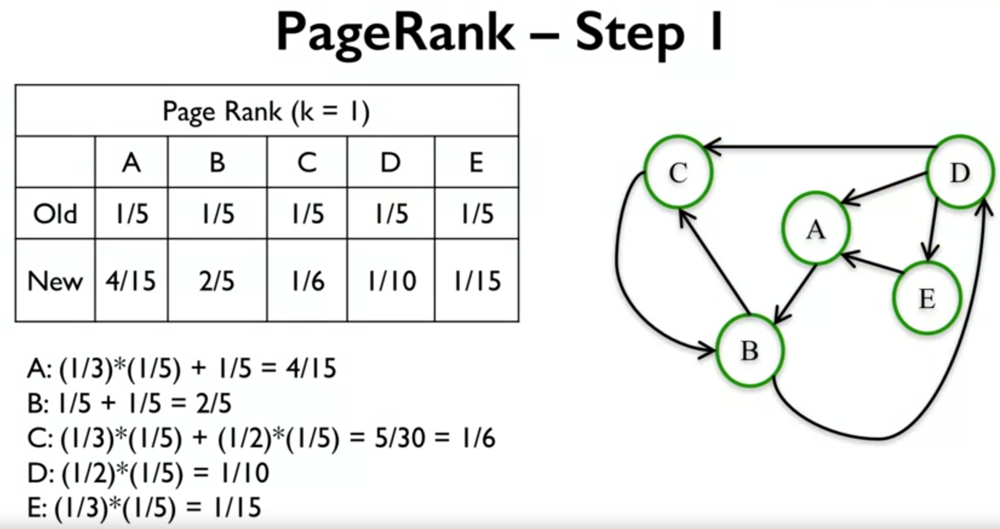 PageRank – Step 1
Page Rank (k = 1)
A B C D E
Old 1/5 1/5 1/5 1/5 1/5
New 4/15 2/5 1/6 1/10 1/15
A: (1/3)*(1/5) + 1/5 = 4/15
B: 1/5 + 1/5 = 2/5
C: (1/3)*(1/5) + (1/2)*(1/5) = 5/30 = 1/6
D: (1/2)*(1/5) = 1/10
E: (1/3)*(1/5) = 1/15
C
D
A
E
B